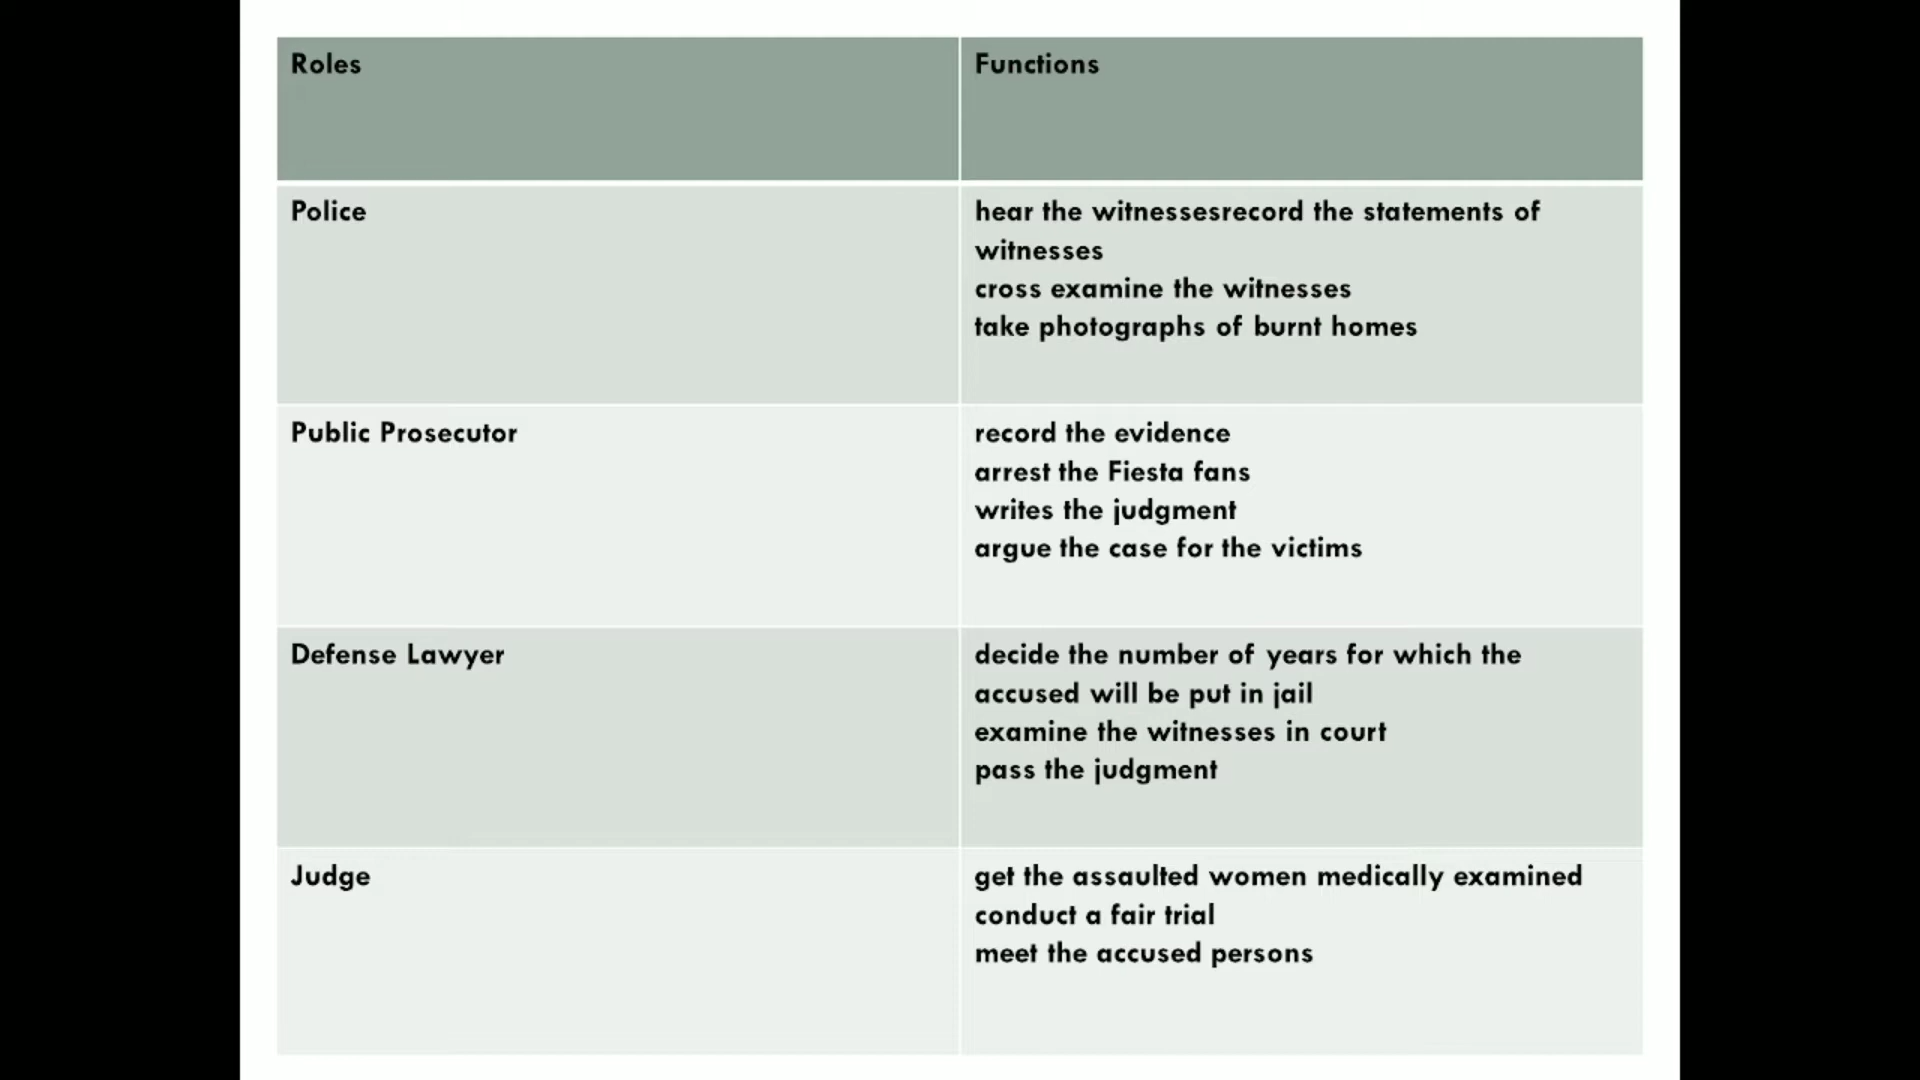 Roles
Functions
Police
hear the witnessesrecord the statements of
witnesses
cross examine the witnesses
take photographs of burnt homes
Public Prosecutor
record the evidence
arrest the Fiesta fans
writes the judgment
argue the case for the victims
Defense Lawyer
decide the number of years for which the
accused will be put in jail
examine the witnesses in court
pass the judgment
Judge
get the assaulted women medically examined
conduct a fair trial
meet the accused persons